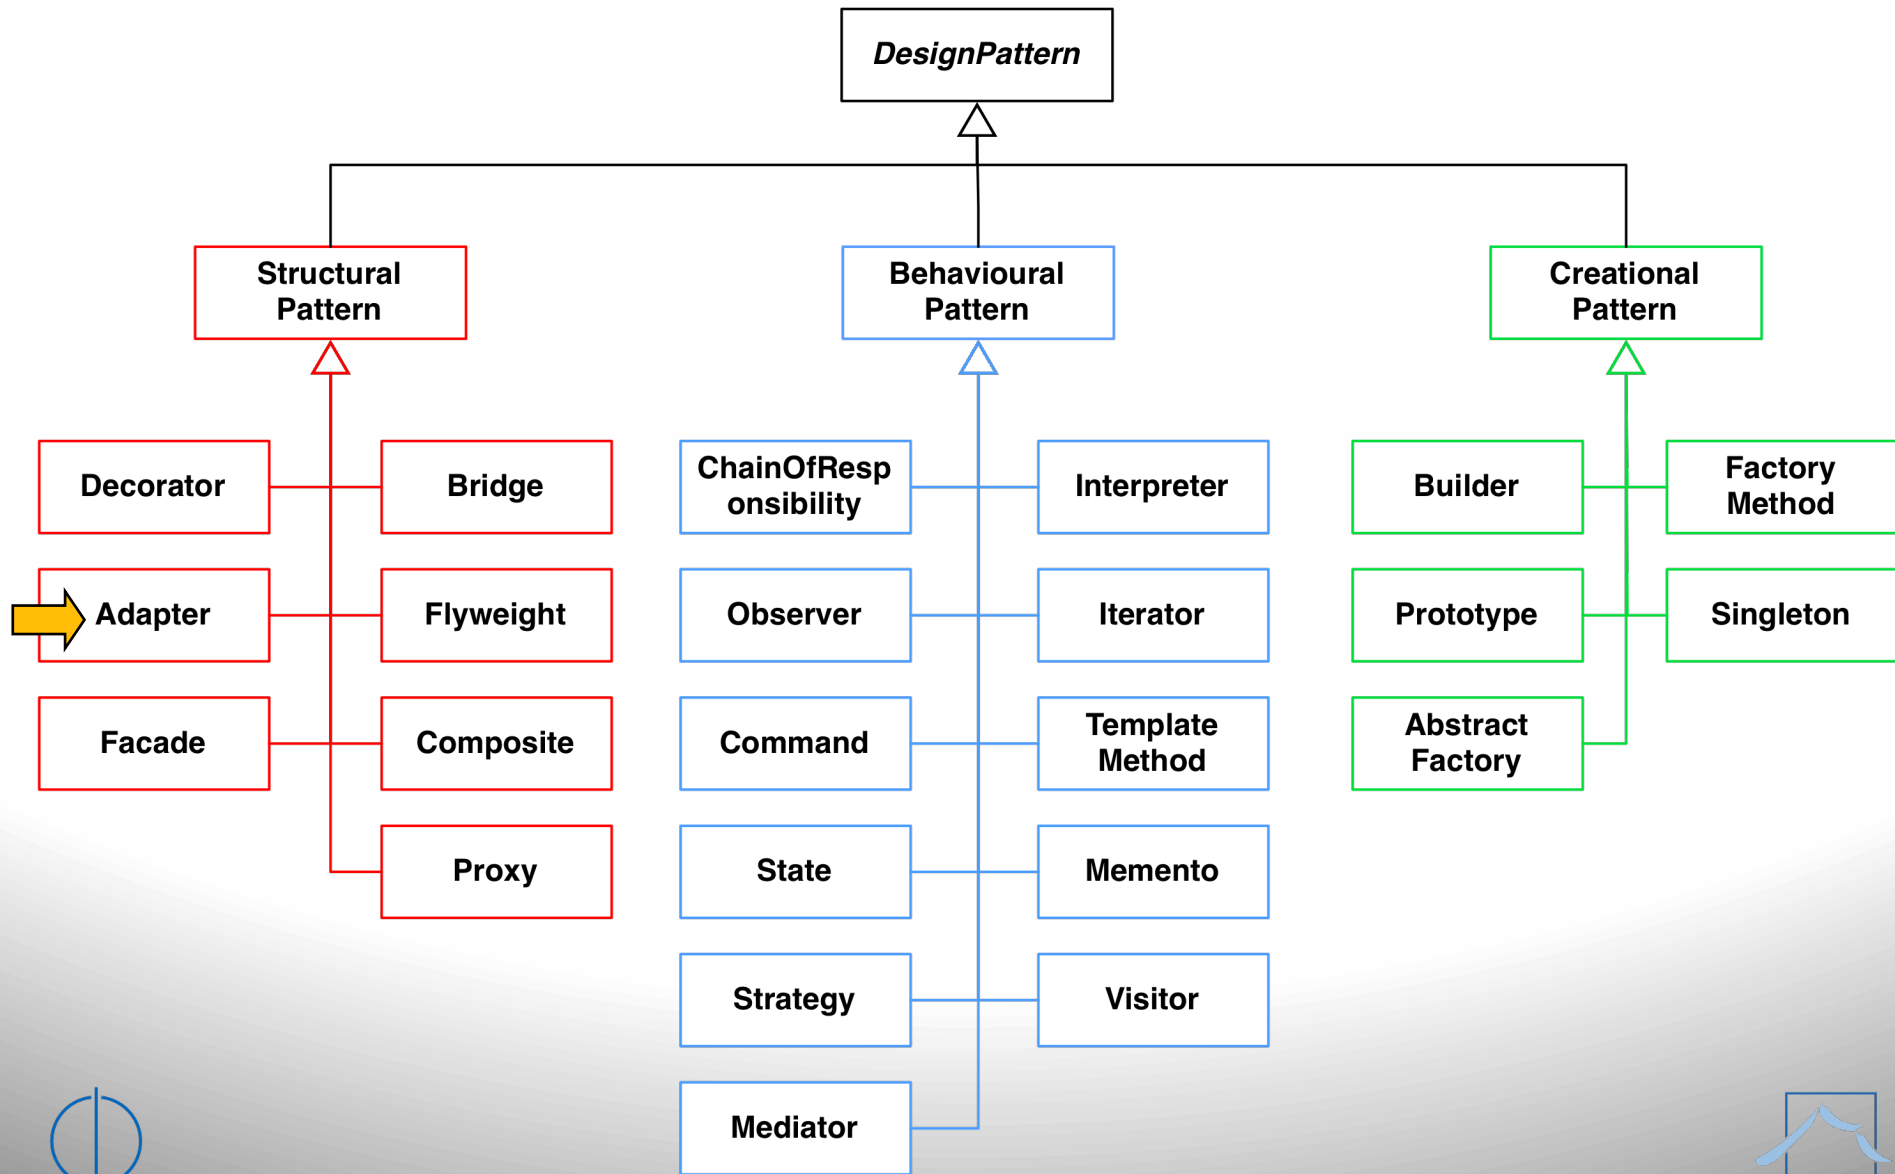 DesignPattern
Structural
Pattern
Behavioural
Pattern
Creational
Pattern
Decorator
Bridge
ChainOfResp
onsibility
Interpreter
Builder
Factory
Method
Adapter
Flyweight
Observer
Iterator
Prototype
Singleton
Facade
Composite
Command
Template
Method
Abstract
Factory
Proxy
State
Memento
Strategy
Visitor
Mediator